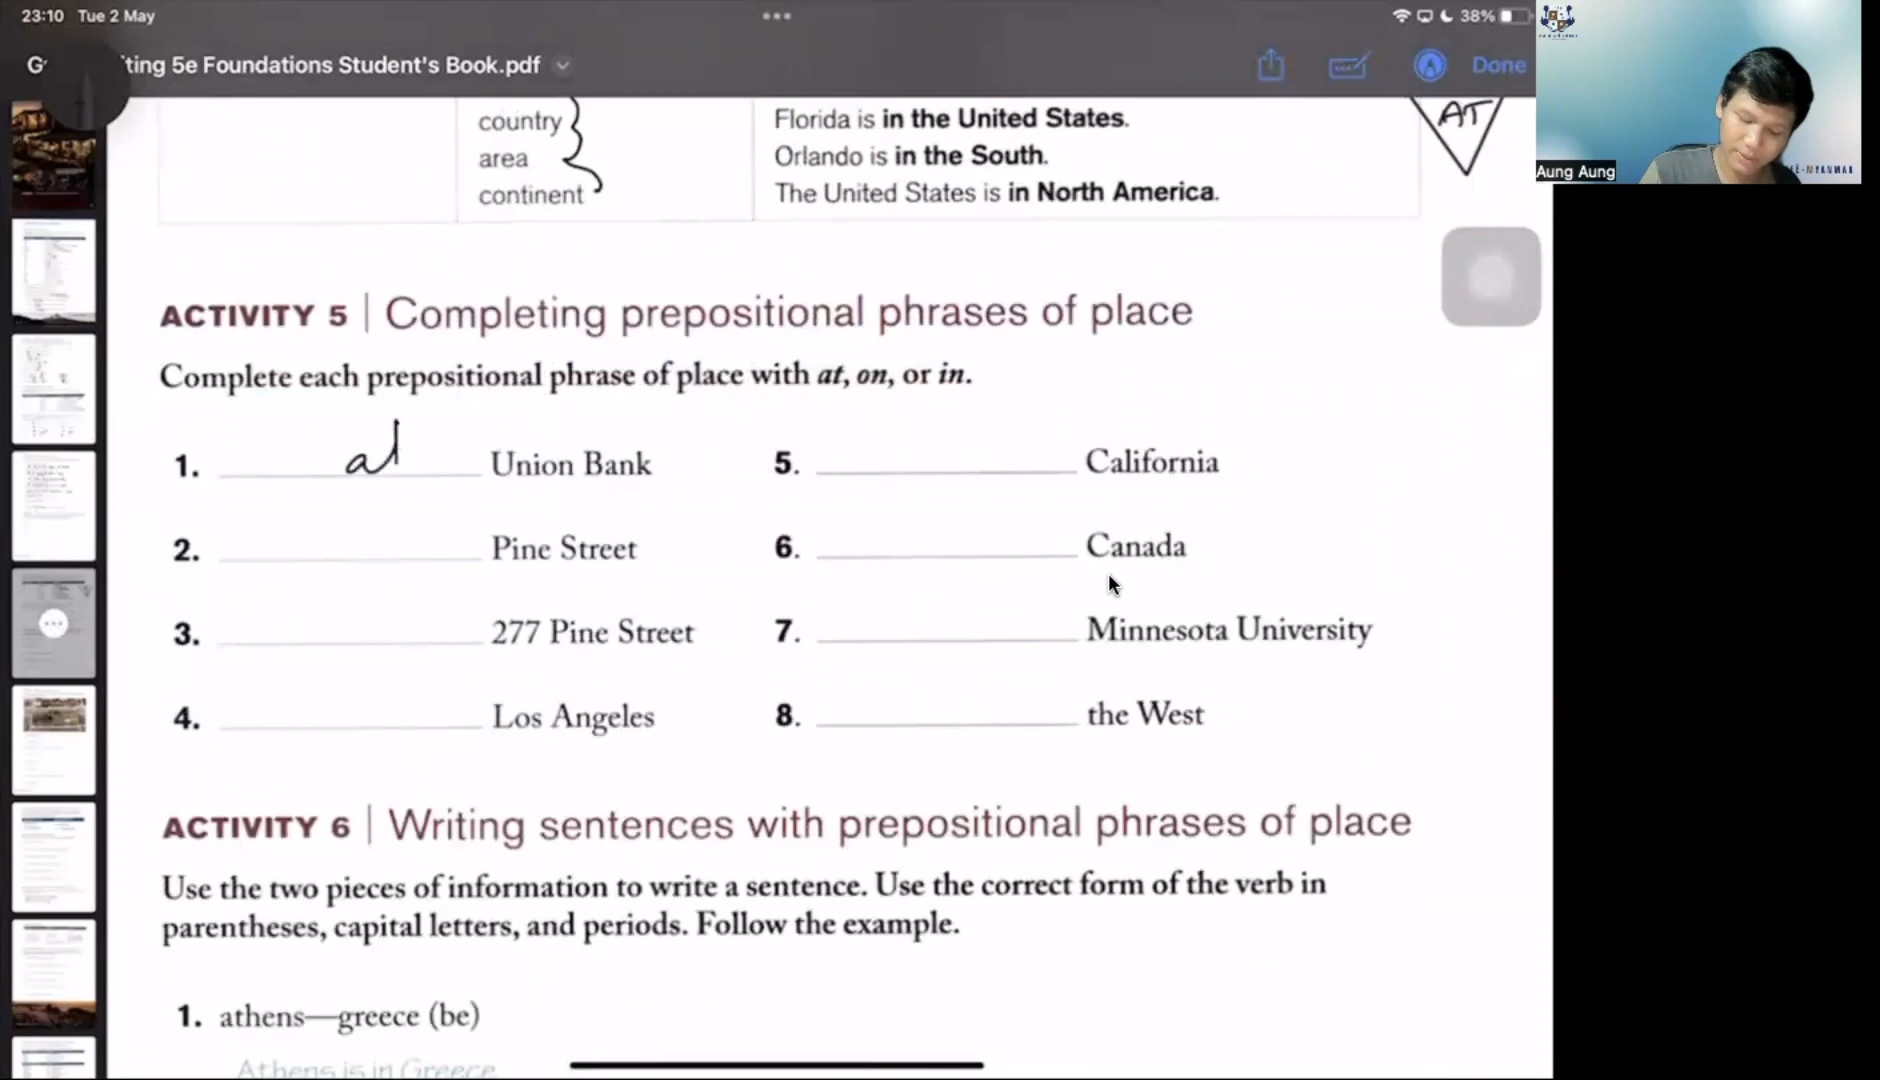 23:10 Tue 2 May
38%
ting 5e Foundations Student's Book.pdf
Done
country
area
continent
Florida is in the United States.
Orlando is in the South.
The United States is in North America.
AT
Aung Aung
ACTIVITY 5 | Completing prepositional phrases of place
Complete each prepositional phrase of place with at, on, or in.
1. at Union Bank
2. Pine Street
3. 277 Pine Street
4. Los Angeles
5. California
6. Canada
7. Minnesota University
8. the West
ACTIVITY 6 | Writing sentences with prepositional phrases of place
Use the two pieces of information to write a sentence. Use the correct form of the verb in
parentheses, capital letters, and periods. Follow the example.
1. athens—greece (be)
Athens is in Greece